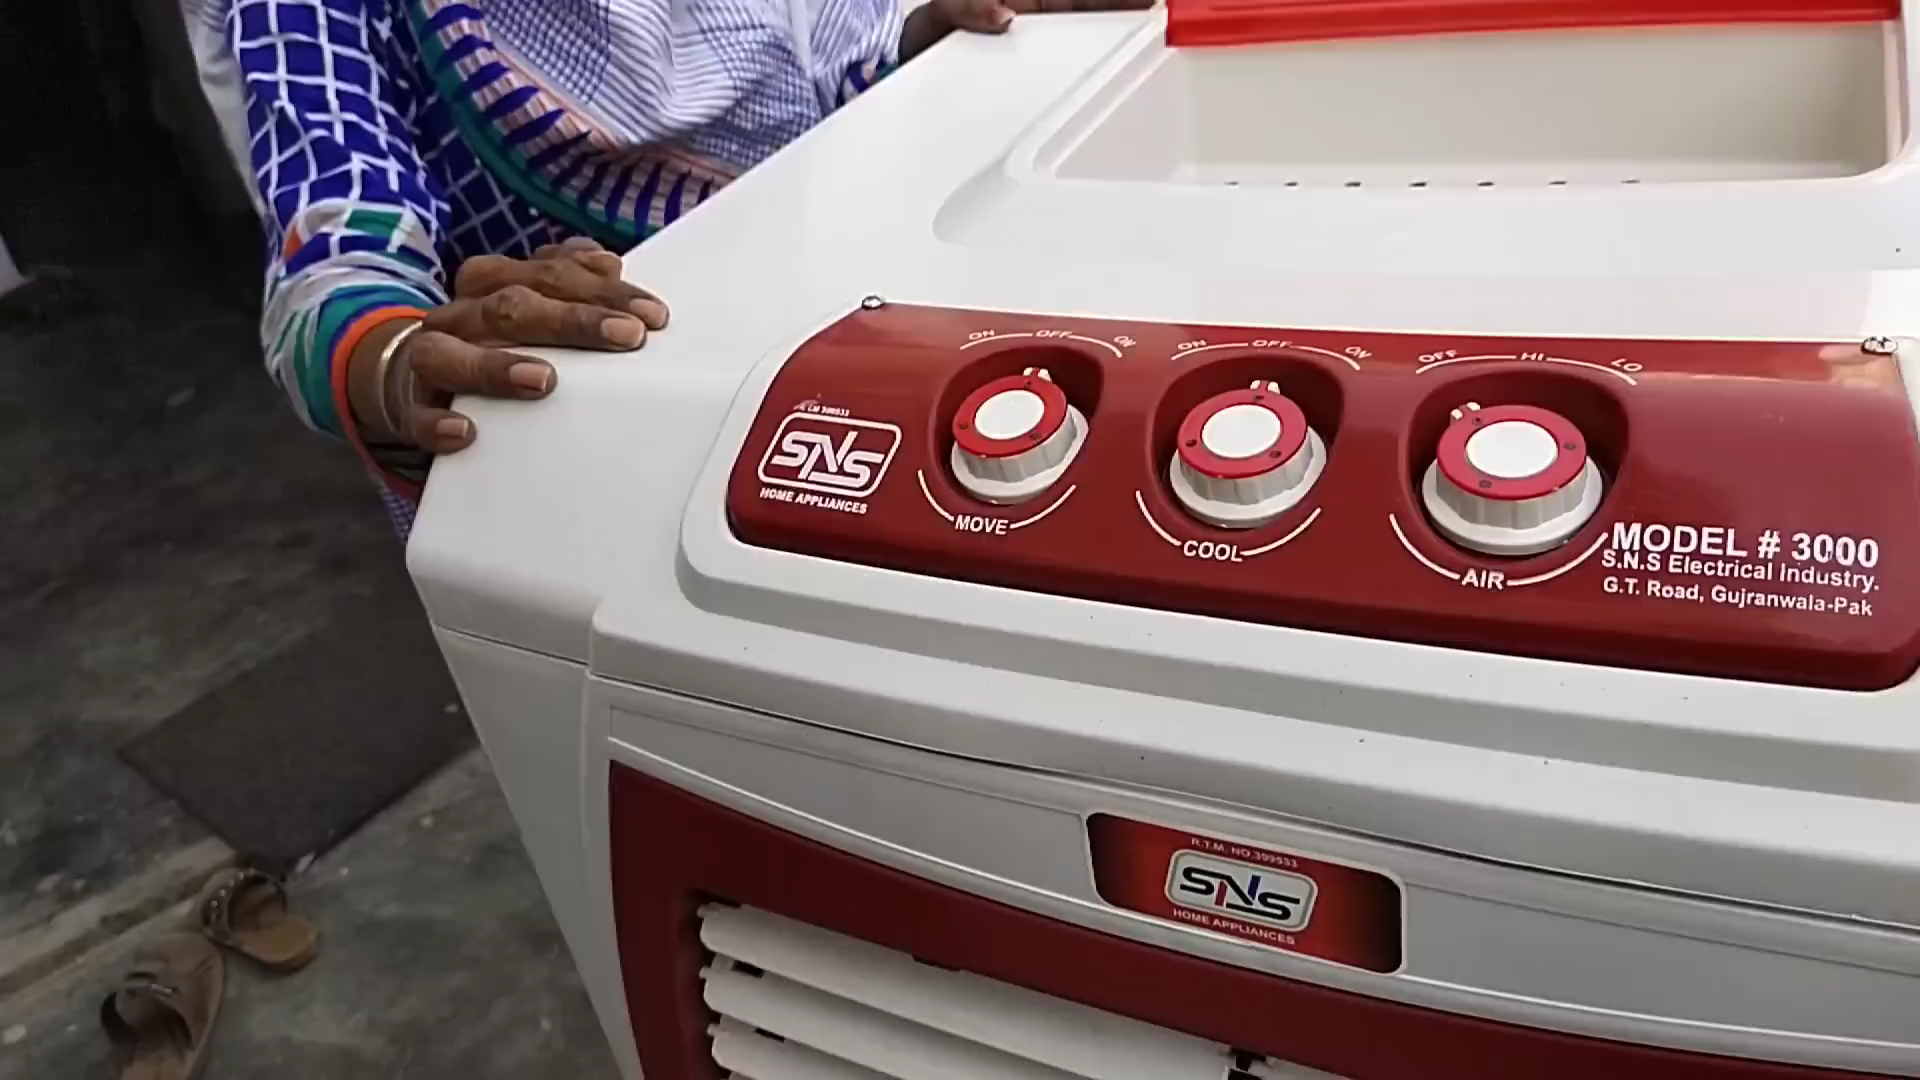 ON OFF ON
ON OFF ON
OFF HI LO
SNS
HOME APPLIANCES
MOVE
COOL
AIR
MODEL # 3000
S.N.S Electrical Industry.
G.T. Road, Gujranwala-Pak
R.T.M. NO.399533
SNS
HOME APPLIANCES